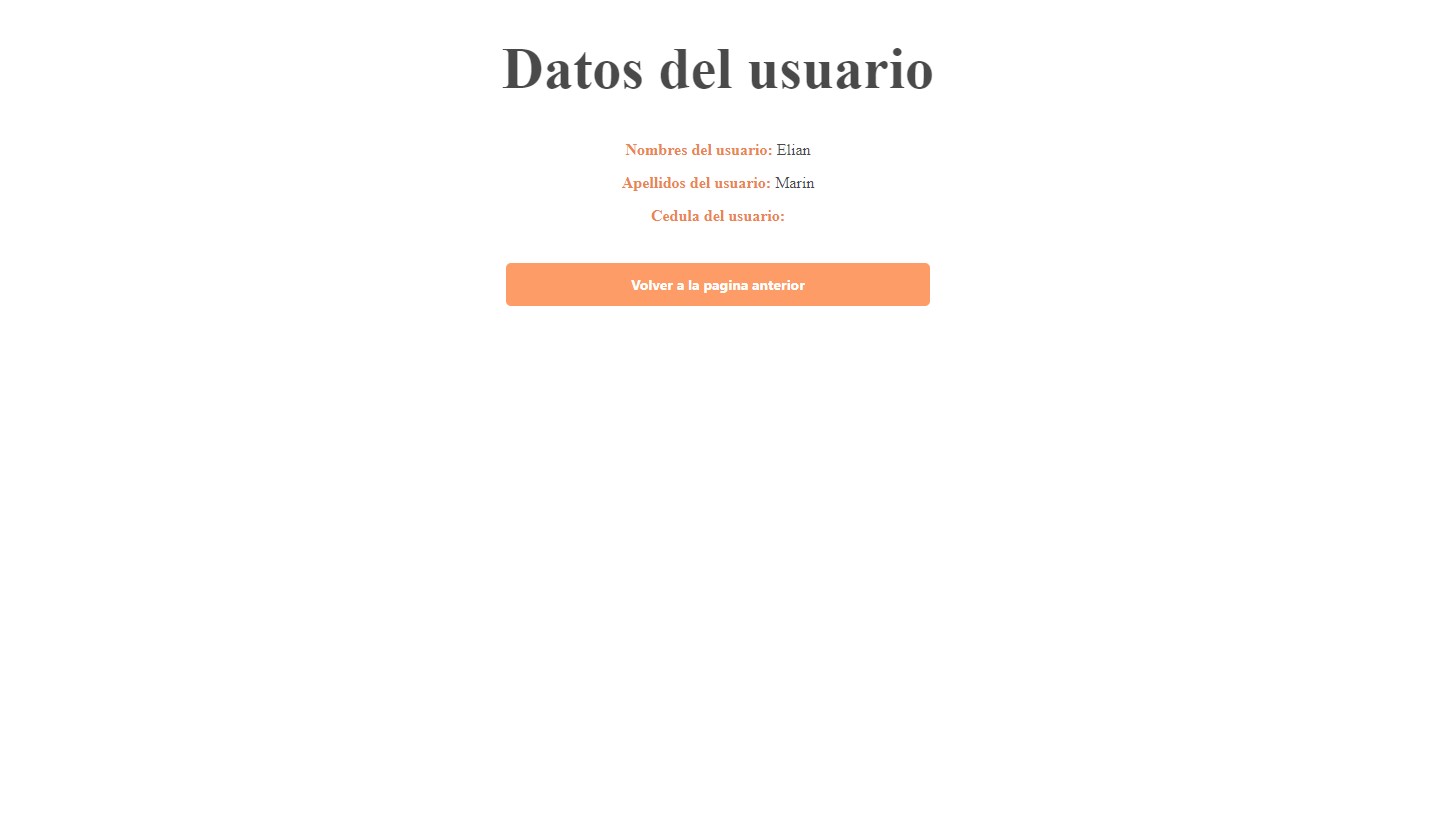 Datos del usuario
Nombres del usuario: Elian
Apellidos del usuario: Marin
Cedula del usuario:
Volver a la pagina anterior